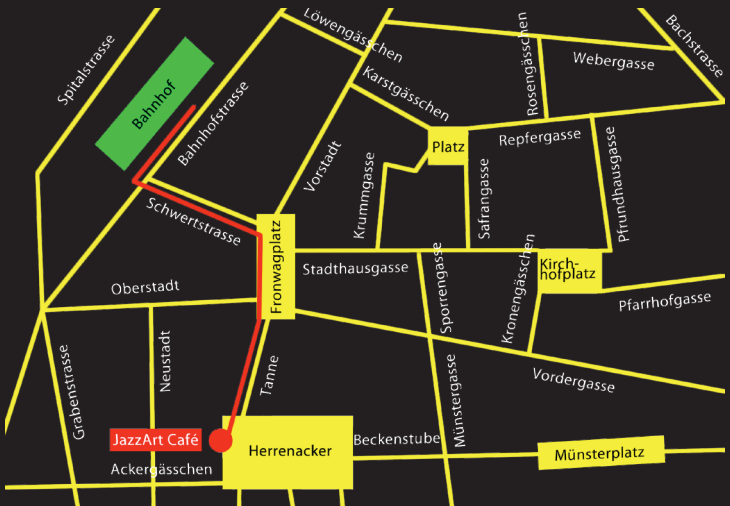 Löwengässchen
Bachstrasse
Spitalstrasse
Rosengässchen
Webergasse
Bahnhof
Bahnhofstrasse
Karstgässchen
Platz
Repfergasse
Vorstadt
Krummgasse
Safrangasse
Pfrundhausgasse
Schwertstrasse
Fronwagplatz
Stadthausgasse
Sporrengasse
Kronengässchen
Kirch-
hofplatz
Oberstadt
Pfarrhofgasse
Neustadt
Grabenstrasse
Tanne
Münstergasse
Vordergasse
JazzArt Café
Herrenacker
Beckenstube
Münsterplatz
Ackergässchen